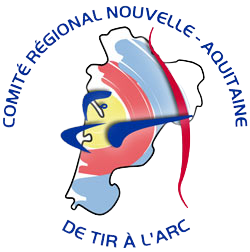 COMITÉ RÉGIONAL NOUVELLE - AQUITAINE
DE TIR À L'ARC